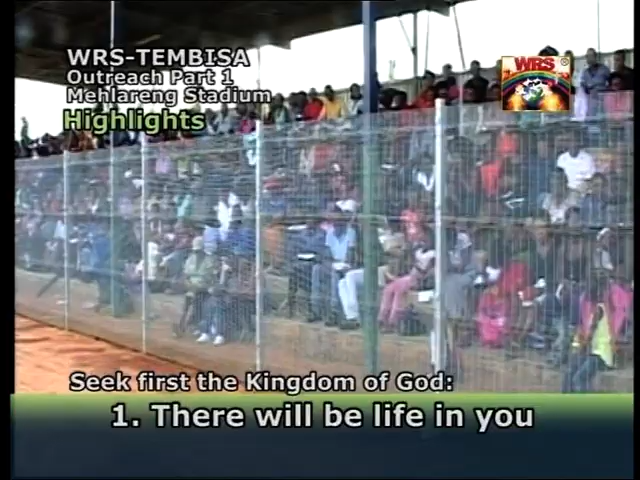 WRS-TEMBISA
Outreach Part 1
Mehlareng Stadium
Highlights
WRS
®
Seek first the Kingdom of God:
1. There will be life in you